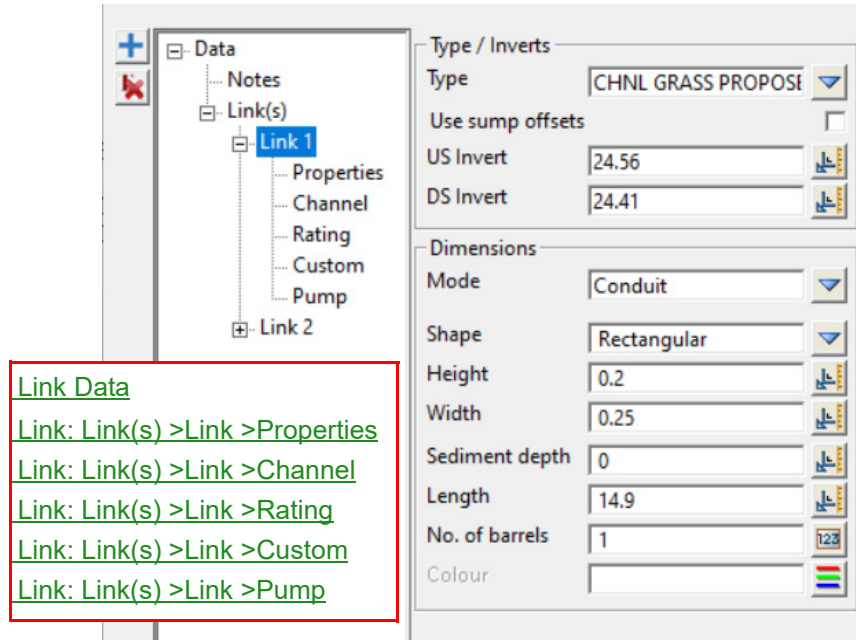 Data
Notes
Link(s)
Link 1
Properties
Channel
Rating
Custom
Pump
Link 2
Link Data
Link: Link(s) >Link >Properties
Link: Link(s) >Link >Channel
Link: Link(s) >Link >Rating
Link: Link(s) >Link >Custom
Link: Link(s) >Link >Pump
Type / Inverts
Type CHNL GRASS PROPOSE
Use sump offsets
US Invert 24.56
DS Invert 24.41
Dimensions
Mode Conduit
Shape Rectangular
Height 0.2
Width 0.25
Sediment depth 0
Length 14.9
No. of barrels 1 123
Colour